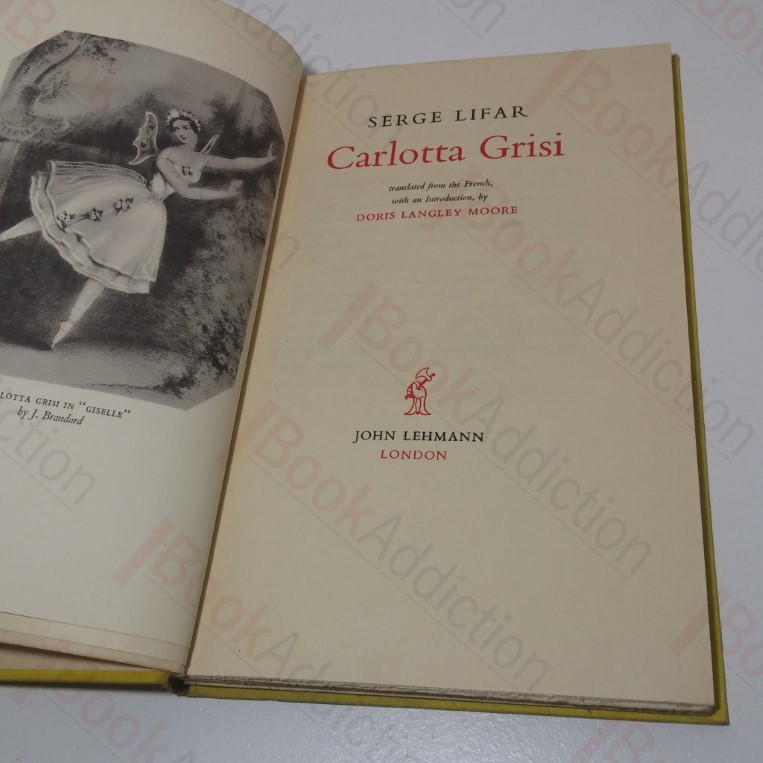 LOTTA GRISI IN "GISELLE"
by J. Brandard
SERGE LIFAR
Carlotta Grisi
translated from the French,
with an Introduction, by
DORIS LANGLEY MOORE
JOHN LEHMANN
LONDON
BookAddiction